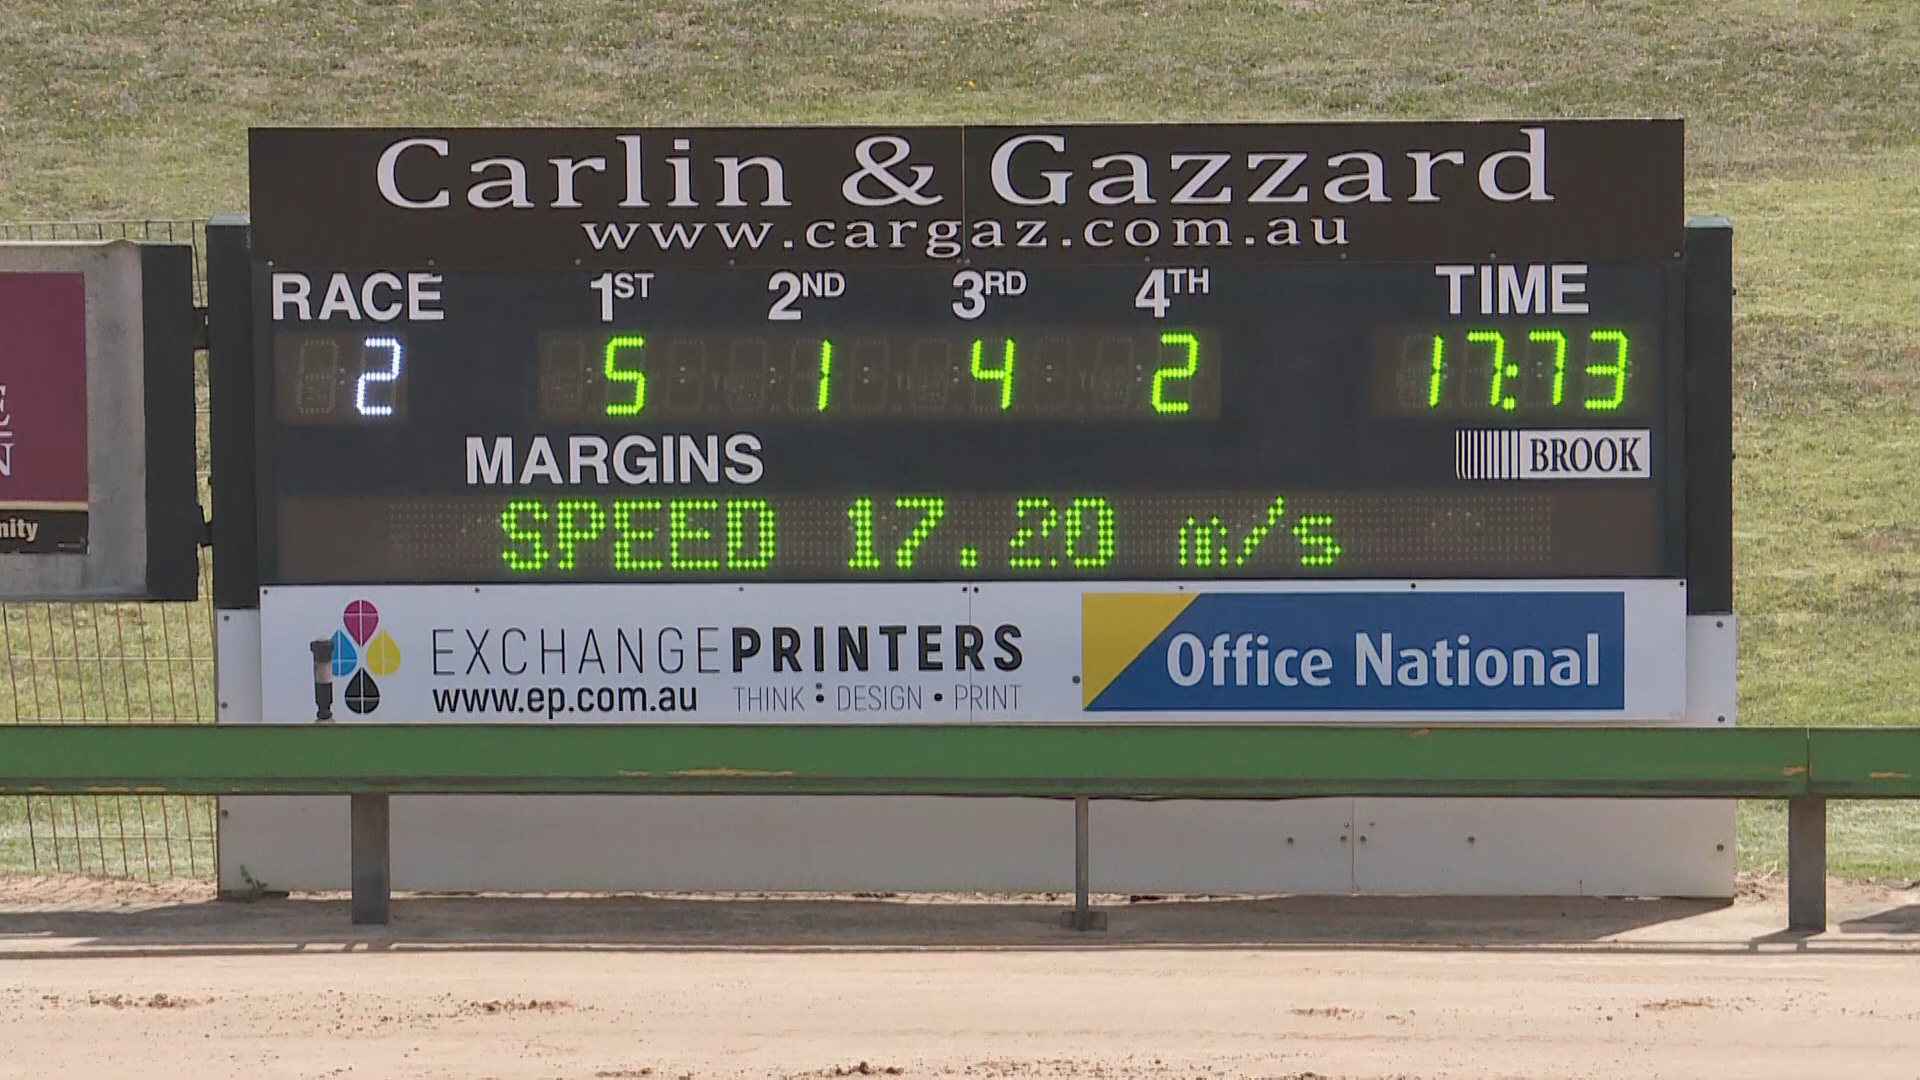 Carlin & Gazzard
www.cargaz.com.au
RACE 1ST 2ND 3RD 4TH TIME
2 5 1 4 2 17:73
MARGINS
BROOK
SPEED 17.20 m/s
EXCHANGEPRINTERS
www.ep.com.au THINK : DESIGN • PRINT
Office National
E
N
nity